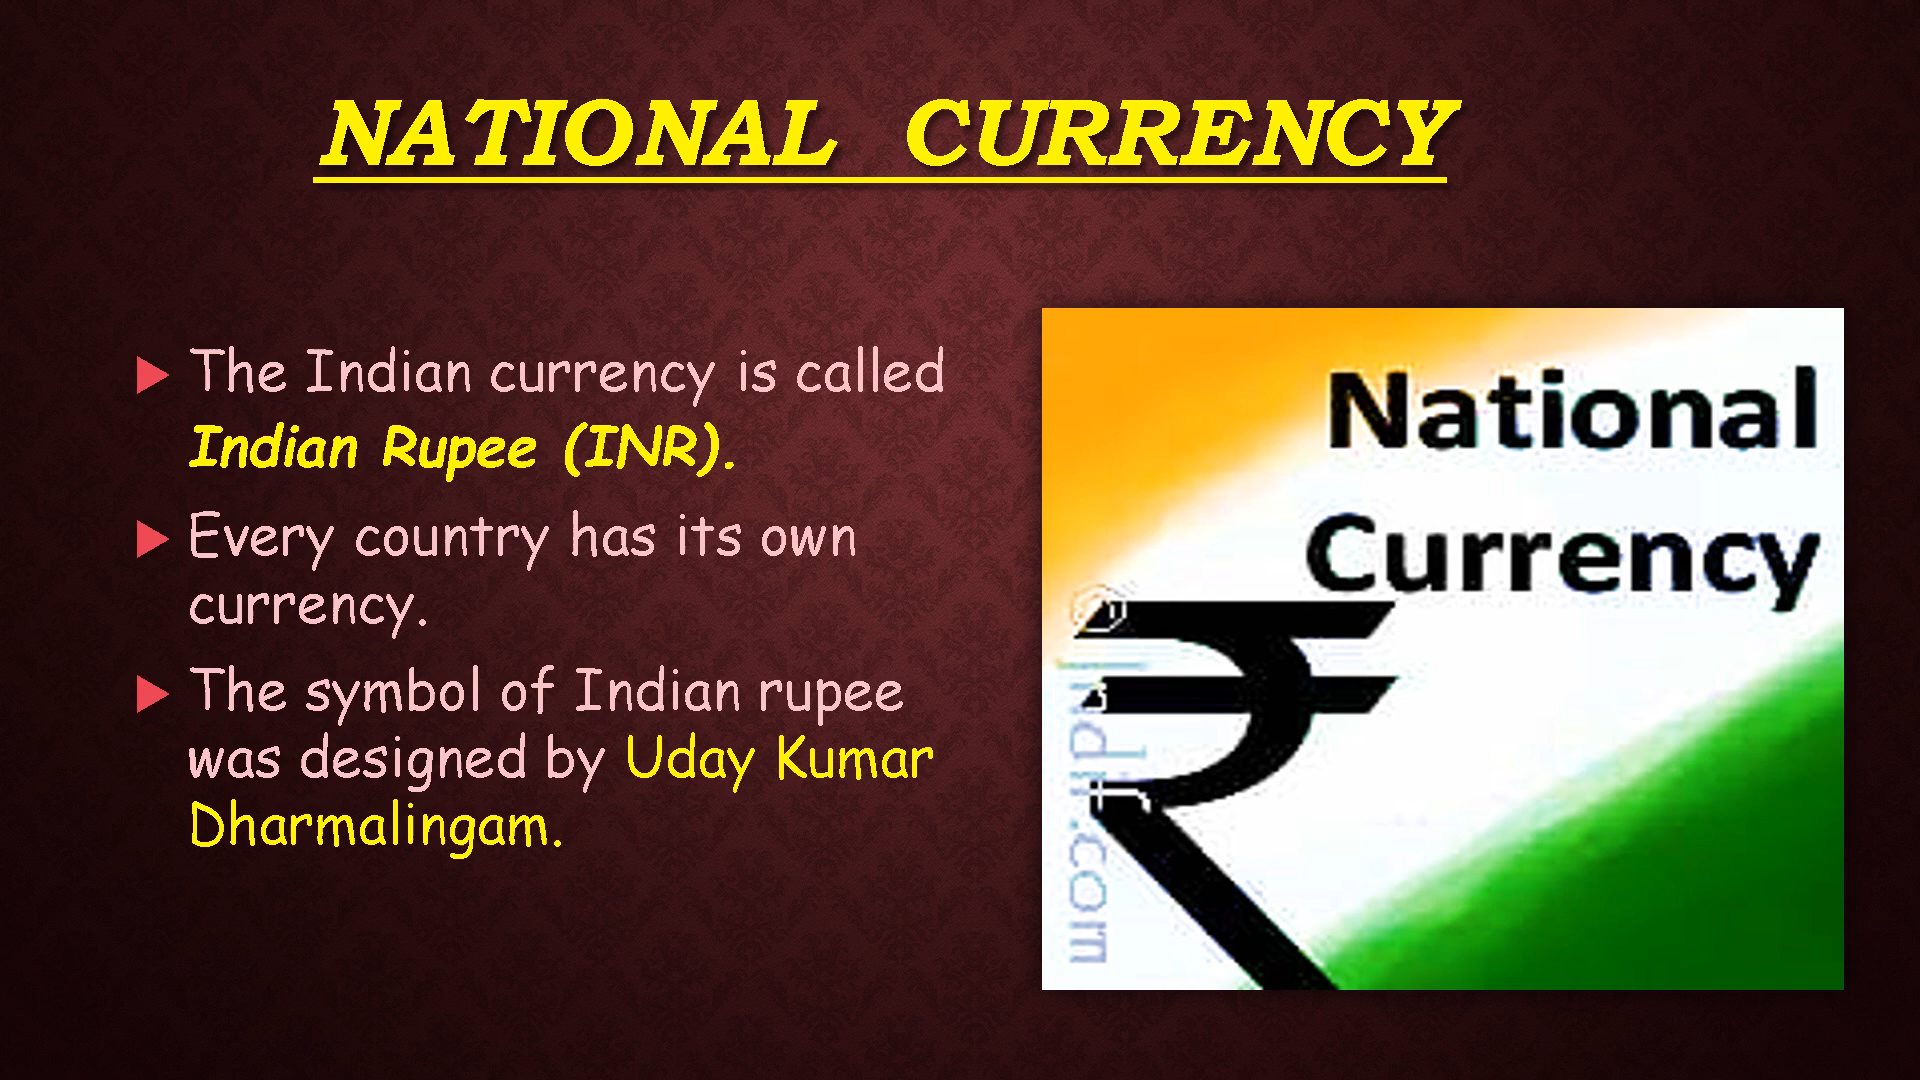 NATIONAL CURRENCY
The Indian currency is called
Indian Rupee (INR).
Every country has its own
currency.
The symbol of Indian rupee
was designed by Uday Kumar
Dharmalingam.
National
Currency
₹